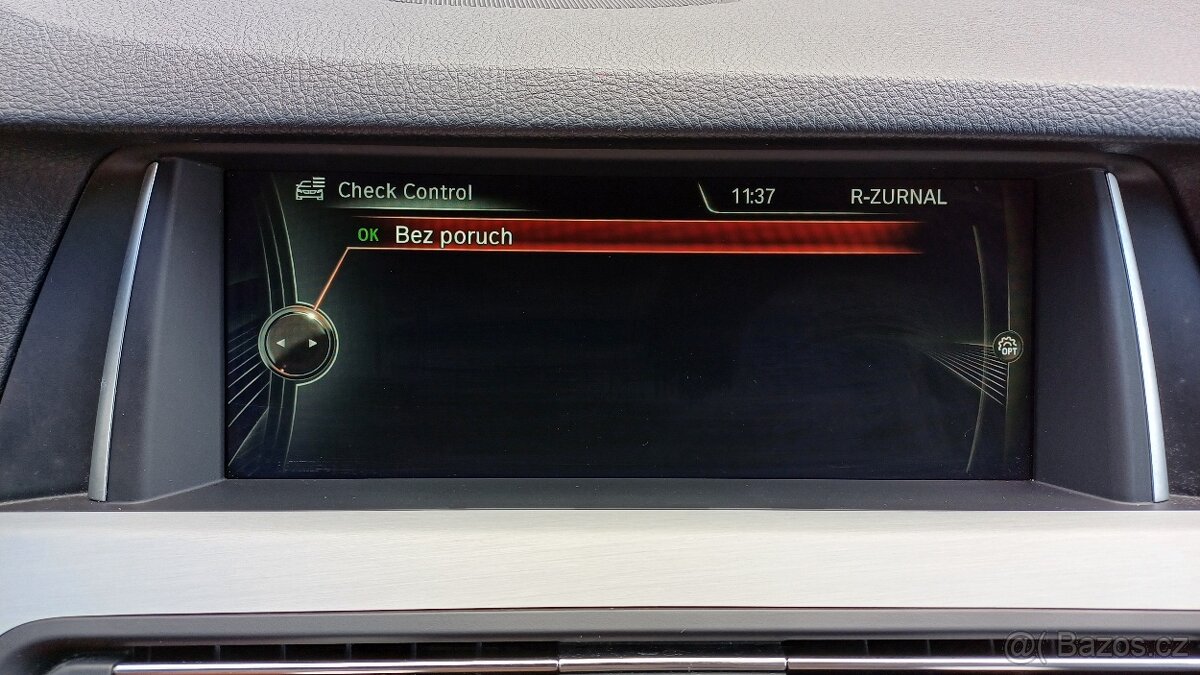 Check Control 11:37 R-ZURNAL
OK Bez poruch
OPT
@( Bazos.cz